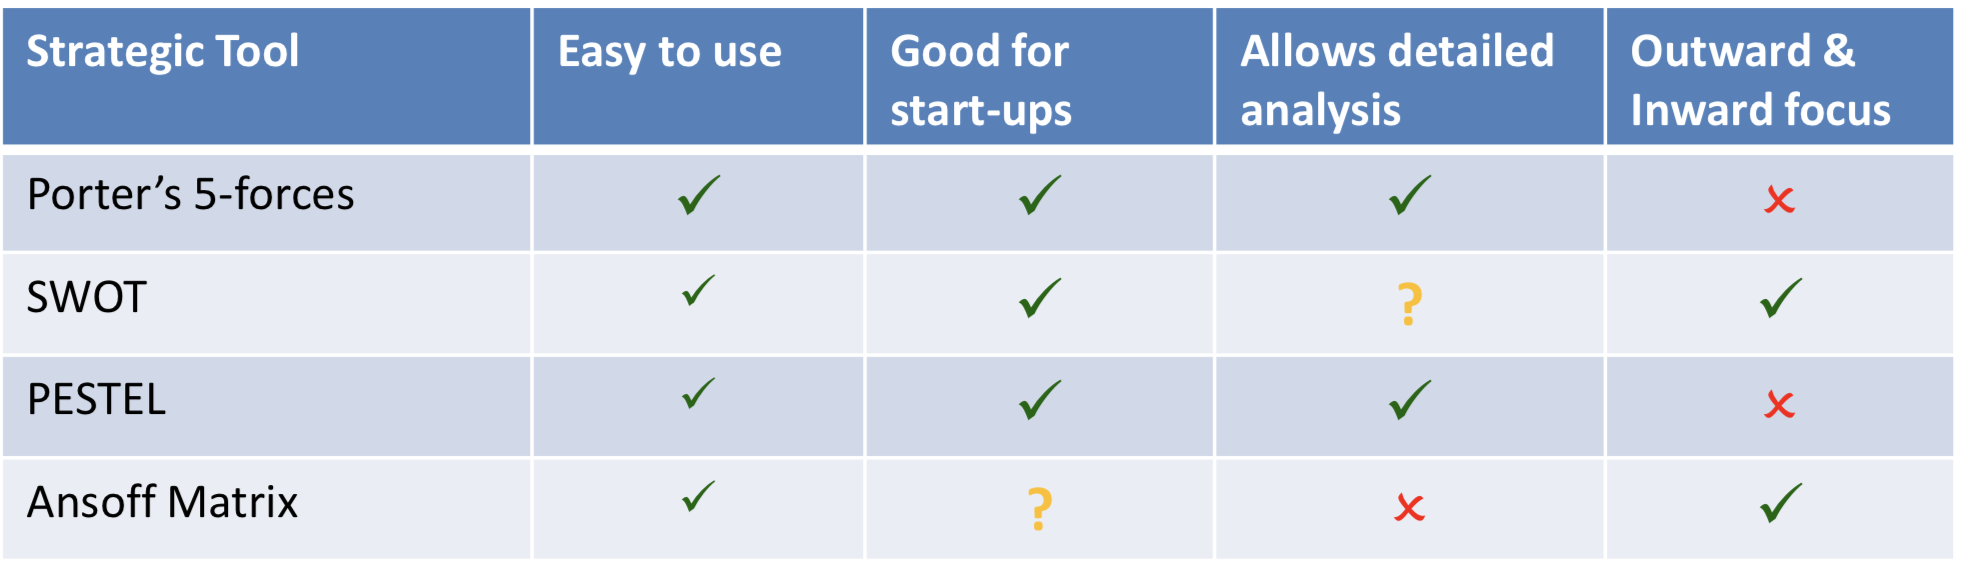 Strategic Tool
Easy to use
Good for
start-ups
Allows detailed
analysis
Outward &
Inward focus
Porter’s 5-forces ✓ ✓ ✓ ✗
SWOT ✓ ✓ ? ✓
PESTEL ✓ ✓ ✓ ✗
Ansoff Matrix ✓ ? ✗ ✓